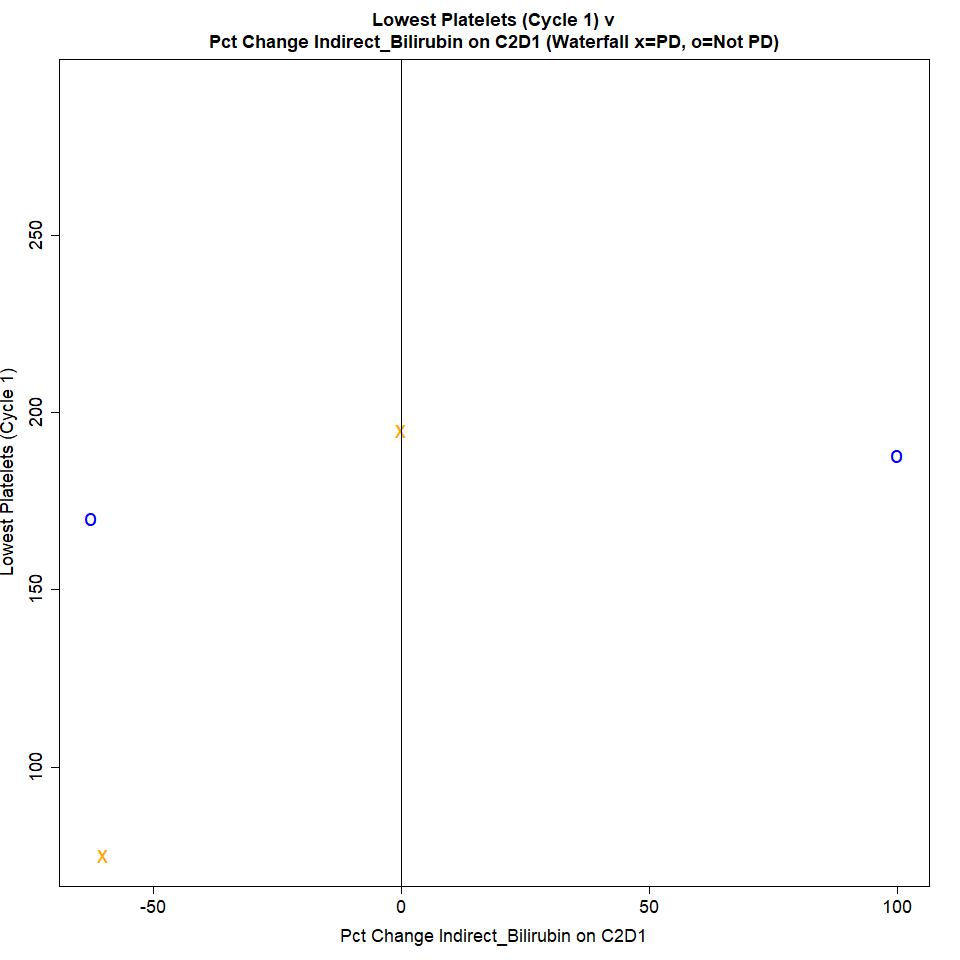 Lowest Platelets (Cycle 1) v
Pct Change Indirect_Bilirubin on C2D1 (Waterfall x=PD, o=Not PD)
Lowest Platelets (Cycle 1)
250
200
150
100
X
O
O
X
-50 0 50 100
Pct Change Indirect_Bilirubin on C2D1